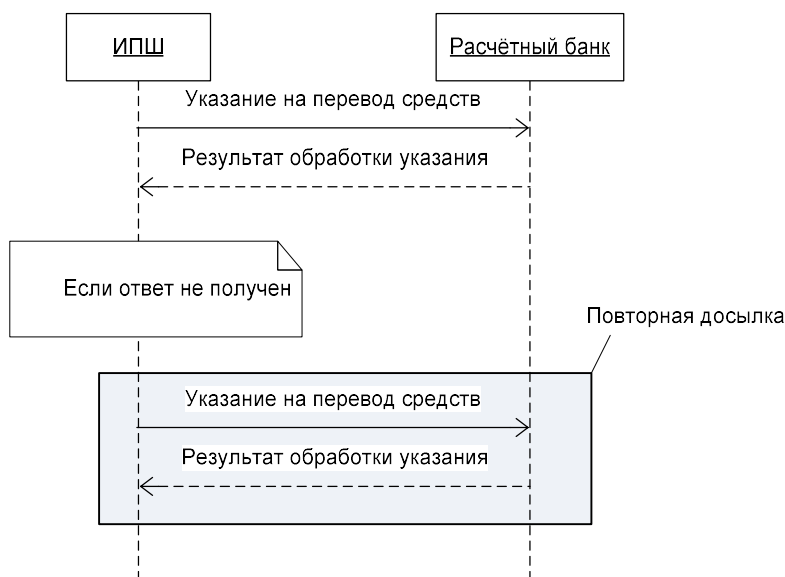 ИПШ
Расчётный банк
Указание на перевод средств
Результат обработки указания
Если ответ не получен
Повторная досылка
Указание на перевод средств
Результат обработки указания